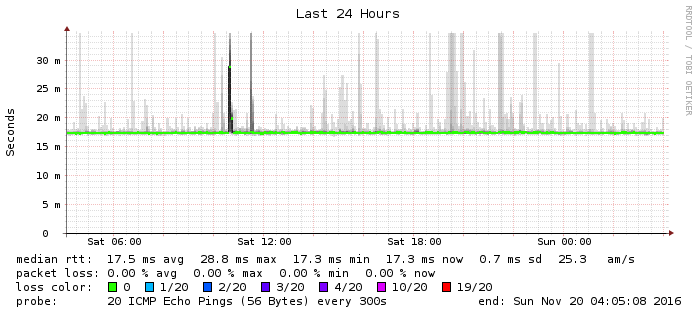 Last 24 Hours
RRDTOOL / TOBI OETIKER
Seconds
30 m
25 m
20 m
15 m
10 m
5 m
0
Sat 06:00 Sat 12:00 Sat 18:00 Sun 00:00
median rtt: 17.5 ms avg 28.8 ms max 17.3 ms min 17.3 ms now 0.7 ms sd 25.3 am/s
packet loss: 0.00 % avg 0.00 % max 0.00 % min 0.00 % now
loss color: 0 1/20 2/20 3/20 4/20 10/20 19/20
probe: 20 ICMP Echo Pings (56 Bytes) every 300s end: Sun Nov 20 04:05:08 2016